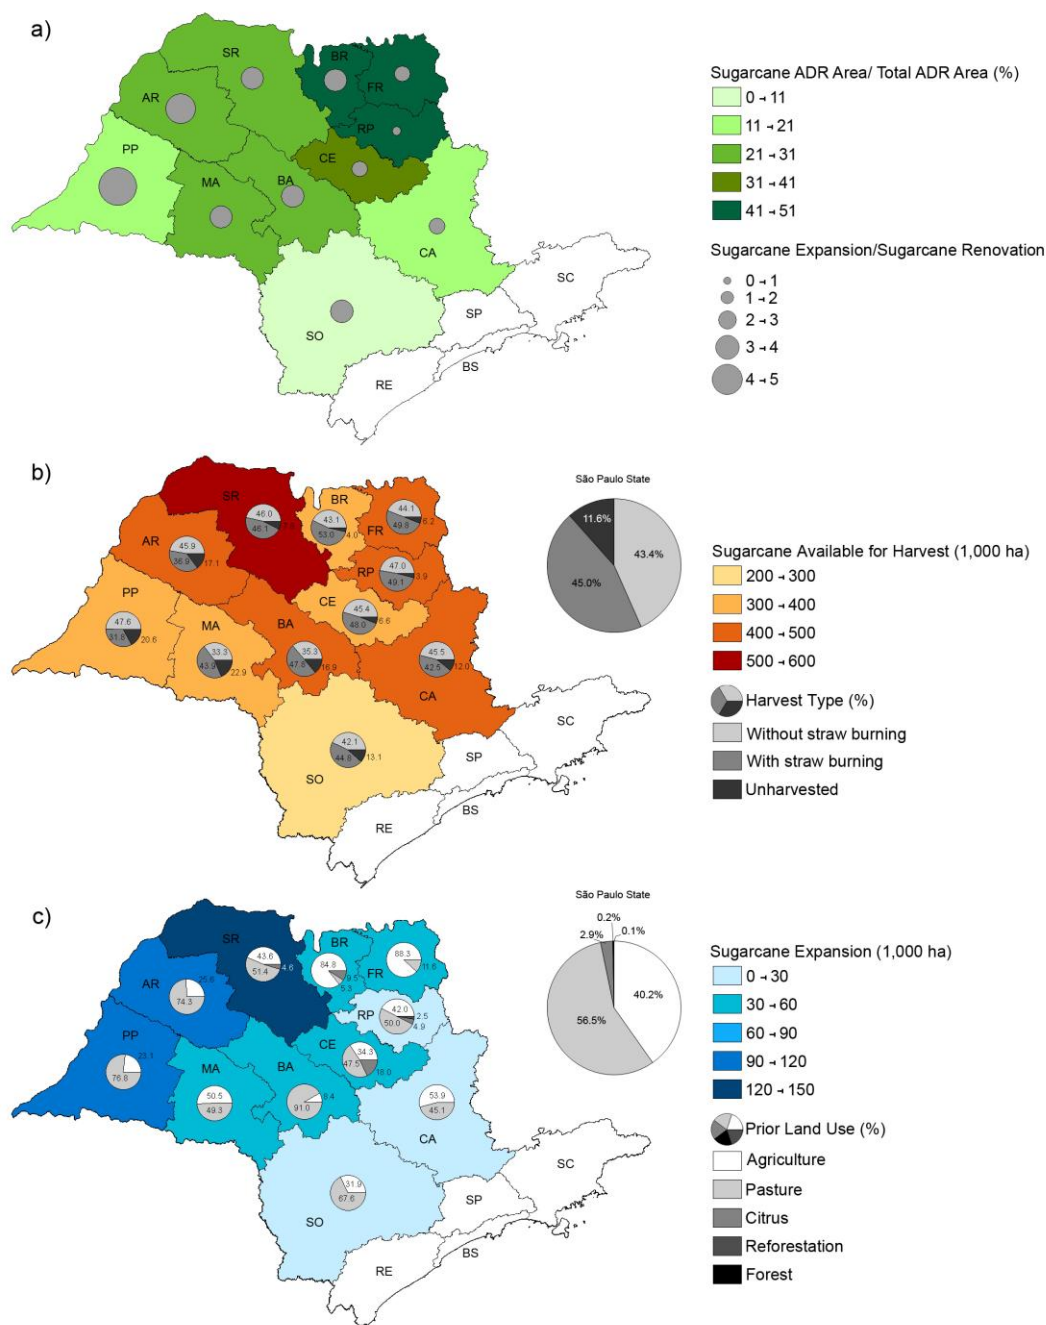 a)
SR
BR
FR
AR
RP
PP
CE
MA
BA
CA
SC
SO
SP
BS
RE
Sugarcane ADR Area/ Total ADR Area (%)
0 ⊣ 11
11 ⊣ 21
21 ⊣ 31
31 ⊣ 41
41 ⊣ 51
Sugarcane Expansion/Sugarcane Renovation
0 ⊣ 1
1 ⊣ 2
2 ⊣ 3
3 ⊣ 4
4 ⊣ 5
b)
SR
46.0
46.1
BR
43.1
53.0
4.0
FR
44.1
49.8
6.2
AR
45.9
36.9
17.1
RP
47.0
49.1
3.9
PP
47.6
31.8
20.6
CE
45.4
48.0
6.6
MA
33.3
43.9
22.9
BA
35.3
47.8
16.9
CA
45.5
42.5
12.0
SO
42.1
44.8
13.1
SC
SP
BS
RE
São Paulo State
11.6%
43.4%
45.0%
Sugarcane Available for Harvest (1,000 ha)
200 ⊣ 300
300 ⊣ 400
400 ⊣ 500
500 ⊣ 600
Harvest Type (%)
Without straw burning
With straw burning
Unharvested
c)
SR
43.6
51.4
4.6
BR
84.8
9.5
5.3
FR
88.3
11.6
AR
25.6
74.3
RP
42.0
50.0
2.5
4.9
PP
23.1
76.8
CE
34.3
47.5
18.0
MA
50.5
49.3
BA
8.4
91.0
CA
53.9
45.1
SO
31.9
67.6
SC
SP
BS
RE
São Paulo State
0.2%
2.9%
0.1%
40.2%
56.5%
Sugarcane Expansion (1,000 ha)
0 ⊣ 30
30 ⊣ 60
60 ⊣ 90
90 ⊣ 120
120 ⊣ 150
Prior Land Use (%)
Agriculture
Pasture
Citrus
Reforestation
Forest